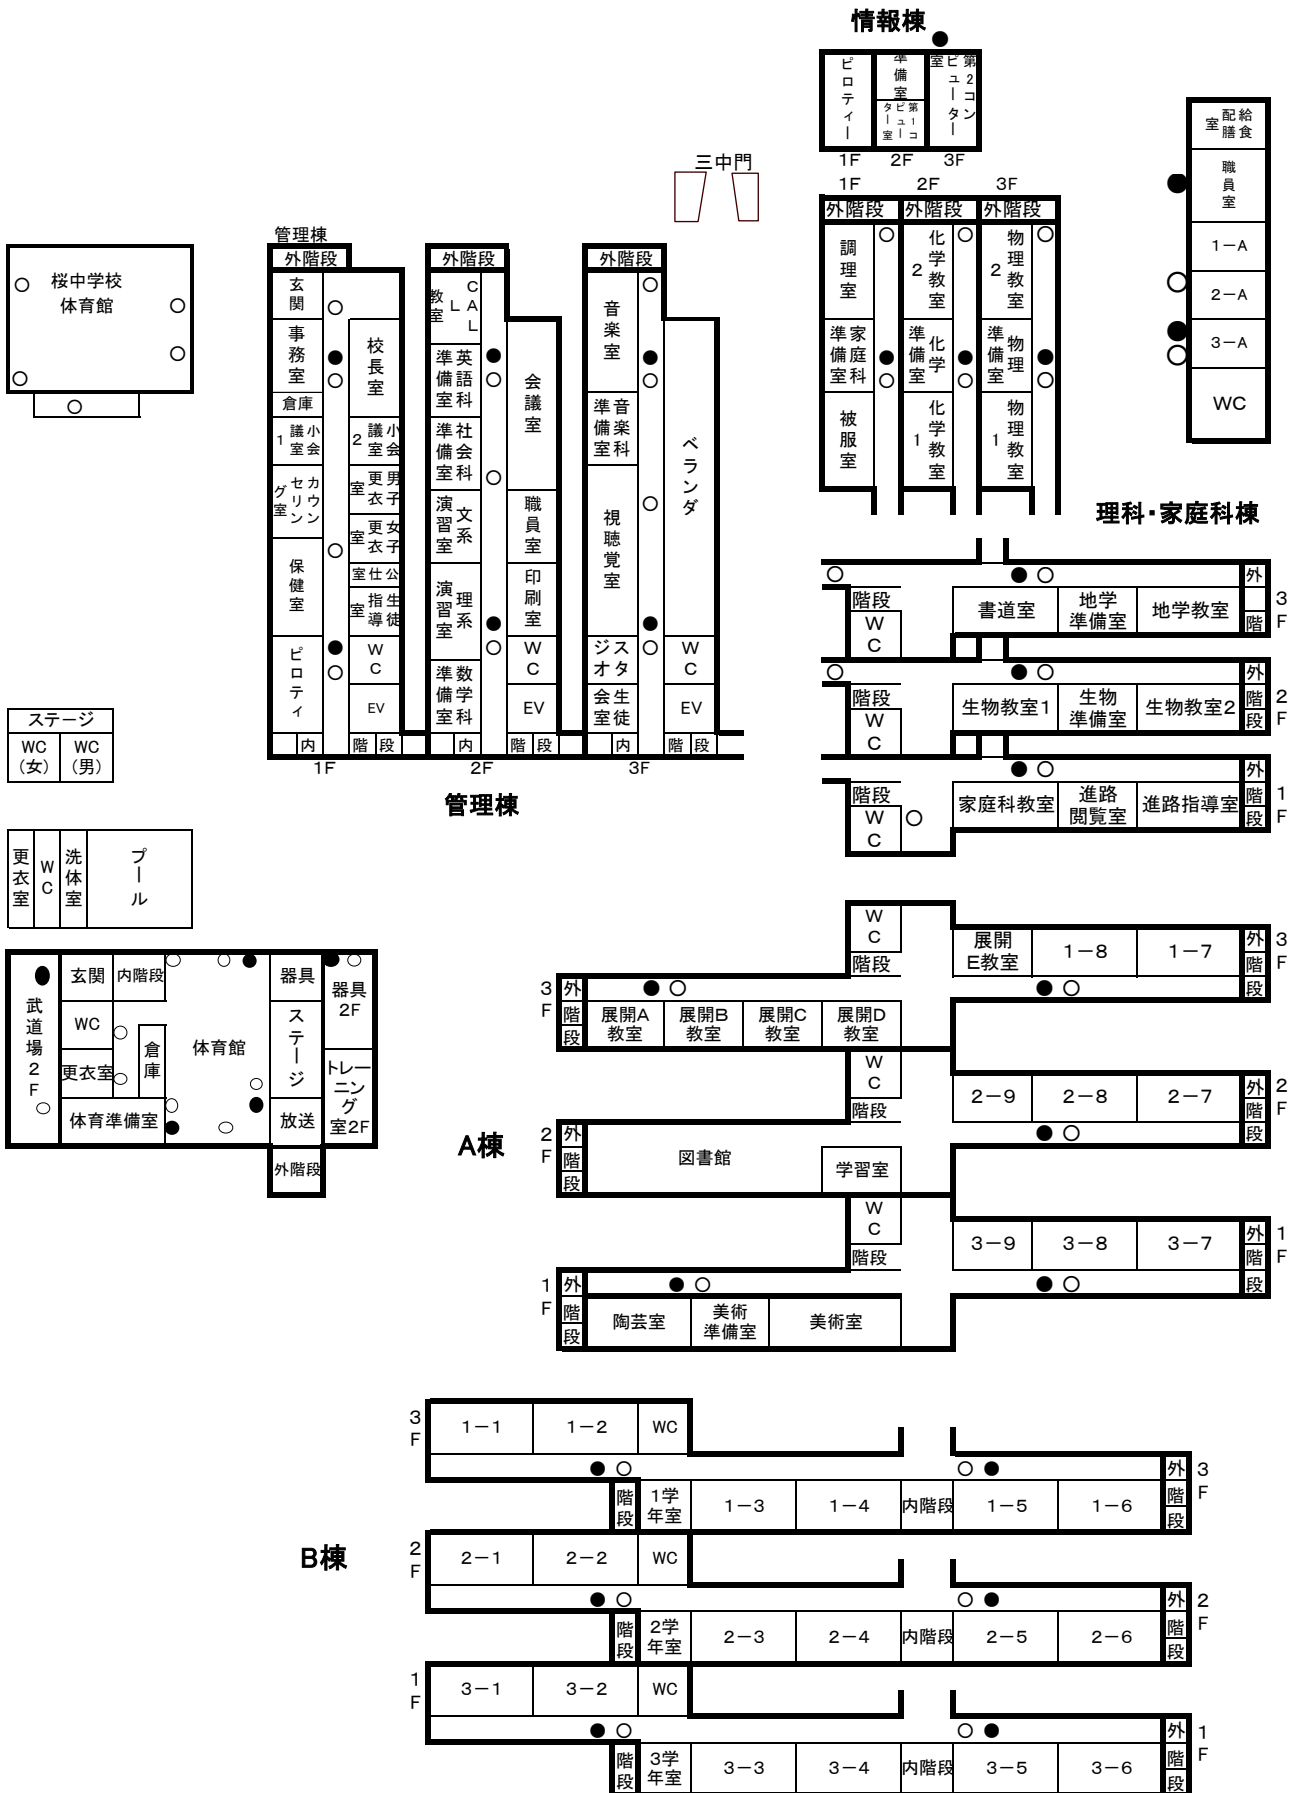 情報棟
ピロティー
準備室
第1コンピューター室
第2コンピューター室
1F 2F 3F
給食配膳室
職員室
1－A
2－A
3－A
WC
三中門
1F 2F 3F
外階段 外階段 外階段
調理室
家庭科準備室
被服室
化学教室2
化学準備室
化学教室1
物理教室2
物理準備室
物理教室1
理科・家庭科棟
桜中学校
体育館
管理棟
外階段
玄関
事務室
倉庫
小会議室1
カウンセリング室
保健室
ピロティ
内
校長室
小会議室2
男子更衣室
女子更衣室
公仕室
生徒指導室
WC
EV
階段
1F
外階段
CALL教室
英語科準備室
社会科準備室
文系演習室
理系演習室
数学科準備室
内
会議室
職員室
印刷室
WC
EV
階段
2F
外階段
音楽室
音楽科準備室
視聴覚室
スタジオ
生徒会室
内
ベランダ
WC
EV
階段
3F
管理棟
階段
WC
書道室
地学
準備室
地学教室
外階
3F
階段
WC
生物教室1
生物
準備室
生物教室2
外階段
2F
階段
WC
家庭科教室
進路
閲覧室
進路指導室
外階段
1F
ステージ
WC
（女）
WC
（男）
更衣室
WC
洗体室
プール
武道場2F
玄関
内階段
WC
更衣室
倉庫
体育準備室
体育館
器具
ステージ
放送
器具
2F
トレーニング室2F
外階段
A棟
WC
階段
展開
E教室
1－8
1－7
外階段
3F
3F
外階段
展開A
教室
展開B
教室
展開C
教室
展開D
教室
WC
階段
2－9
2－8
2－7
外階段
2F
2F
外階段
図書館
学習室
WC
階段
3－9
3－8
3－7
外階段
1F
1F
外階段
陶芸室
美術
準備室
美術室
B棟
3F
1－1
1－2
WC
階段
1学
年室
1－3
1－4
内階段
1－5
1－6
外階段
3F
2F
2－1
2－2
WC
階段
2学
年室
2－3
2－4
内階段
2－5
2－6
外階段
2F
1F
3－1
3－2
WC
階段
3学
年室
3－3
3－4
内階段
3－5
3－6
外階段
1F